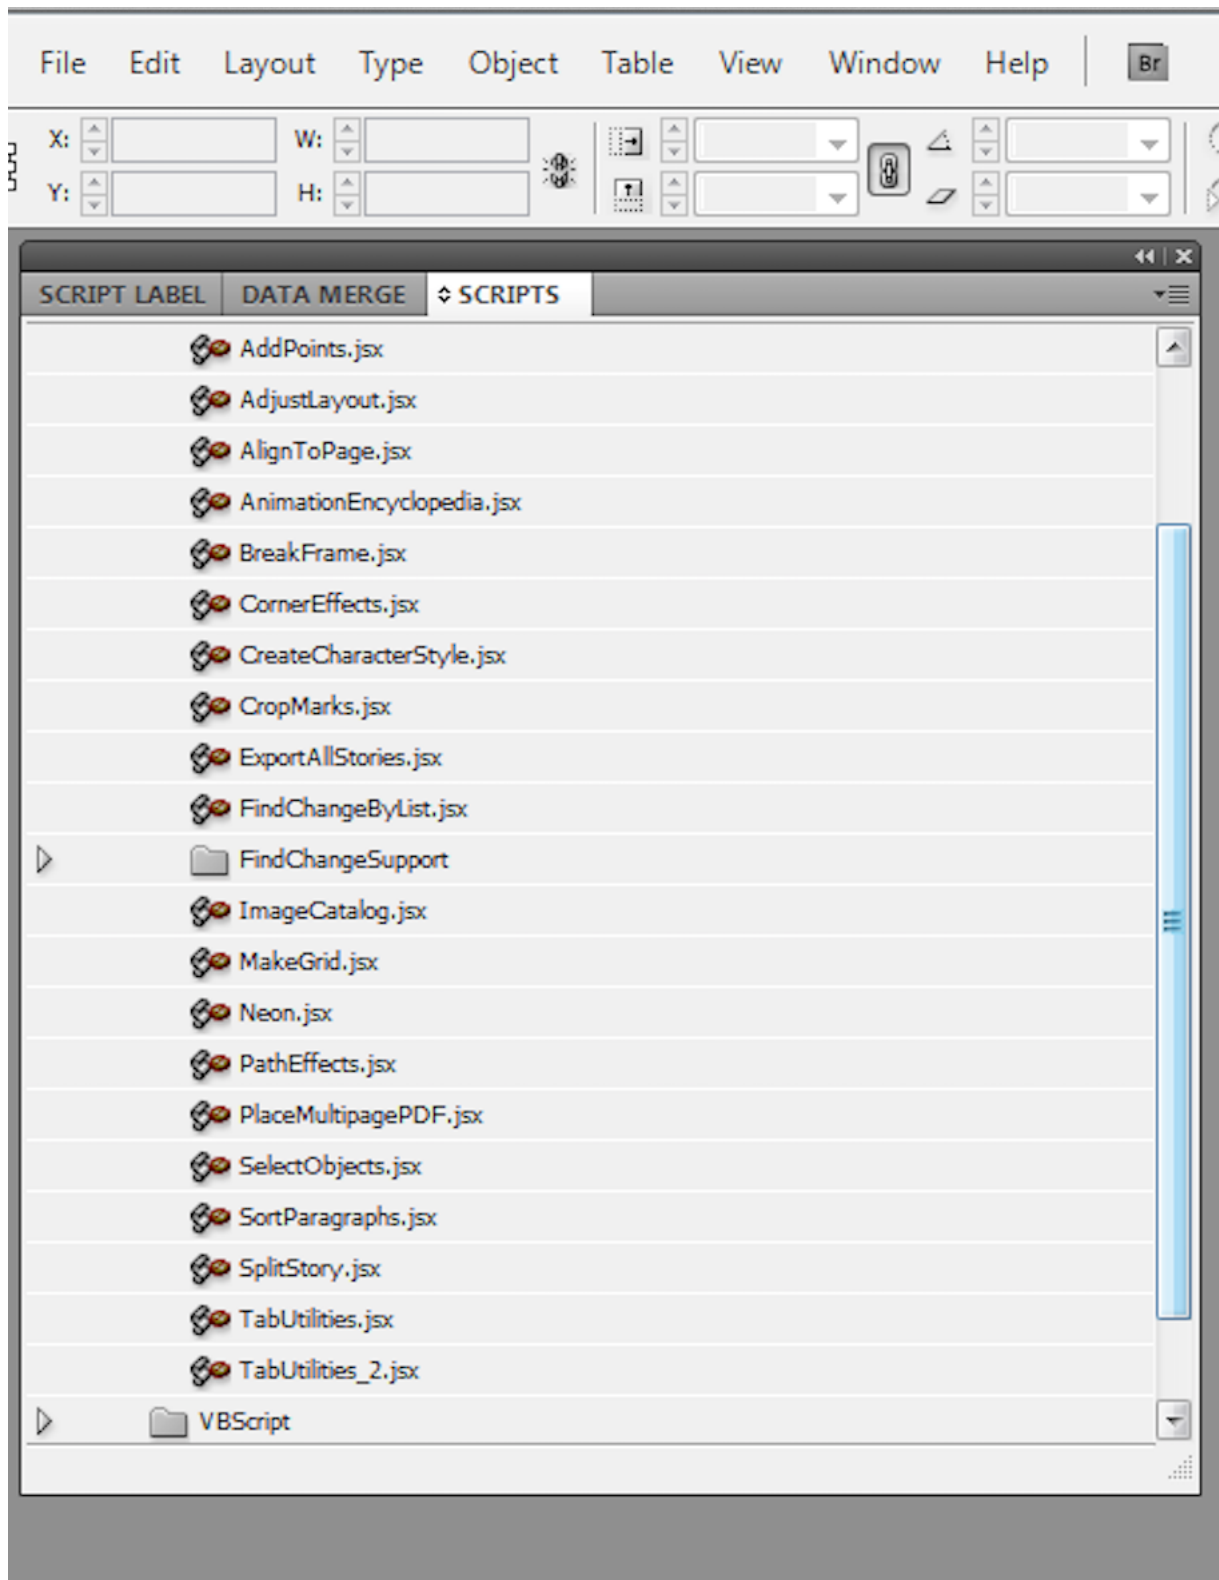 File Edit Layout Type Object Table View Window Help Br
X: W:
Y: H:
SCRIPT LABEL DATA MERGE SCRIPTS
AddPoints.jsx
AdjustLayout.jsx
AlignToPage.jsx
AnimationEncyclopedia.jsx
BreakFrame.jsx
CornerEffects.jsx
CreateCharacterStyle.jsx
CropMarks.jsx
ExportAllStories.jsx
FindChangeByList.jsx
FindChangeSupport
ImageCatalog.jsx
MakeGrid.jsx
Neon.jsx
PathEffects.jsx
PlaceMultipagePDF.jsx
SelectObjects.jsx
SortParagraphs.jsx
SplitStory.jsx
TabUtilities.jsx
TabUtilities_2.jsx
VBScript